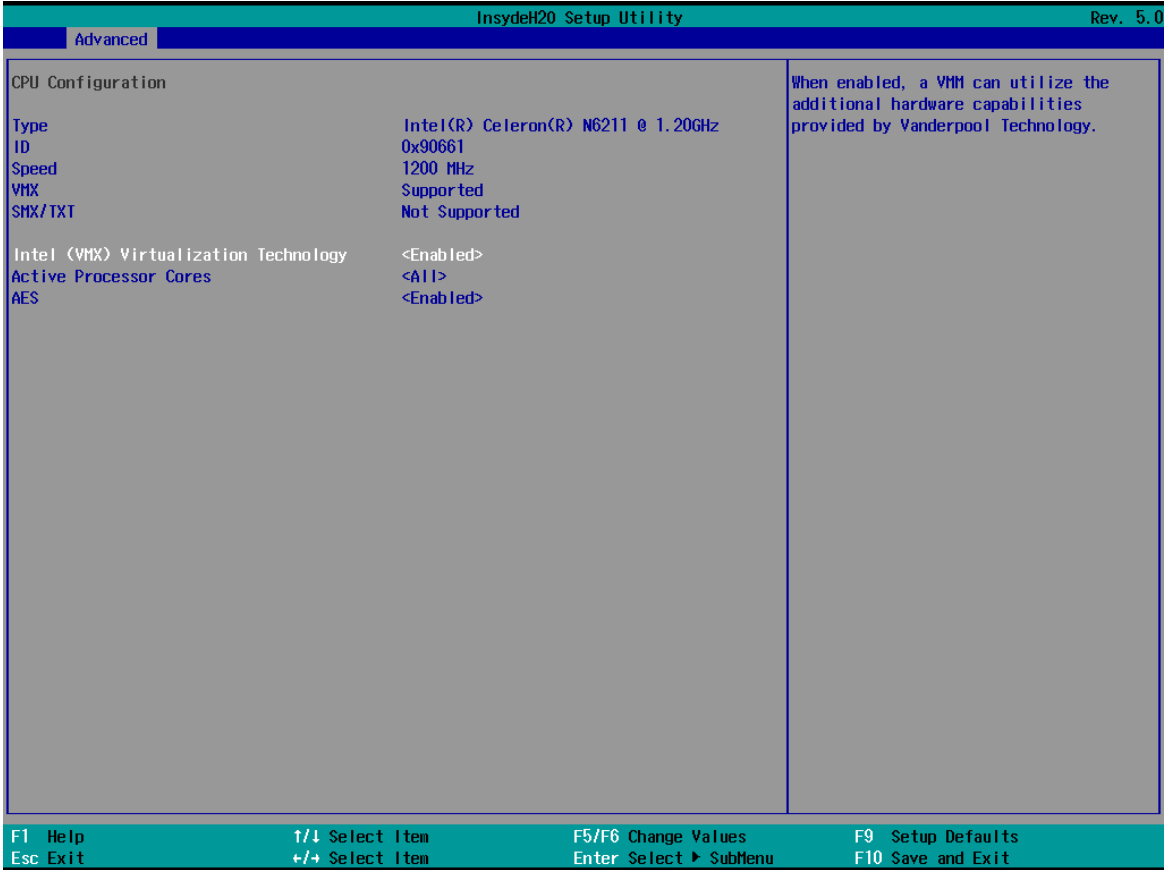 InsydeH20 Setup Utility Rev. 5.0
Advanced
CPU Configuration
Type Intel(R) Celeron(R) N6211 @ 1.20GHz
ID 0x90661
Speed 1200 MHz
VMX Supported
SMX/TXT Not Supported
Intel (VMX) Virtualization Technology <Enabled>
Active Processor Cores <All>
AES <Enabled>
When enabled, a VMM can utilize the
additional hardware capabilities
provided by Vanderpool Technology.
F1 Help ↑/↓ Select Item F5/F6 Change Values F9 Setup Defaults
Esc Exit ←/→ Select Item Enter Select ▶ SubMenu F10 Save and Exit